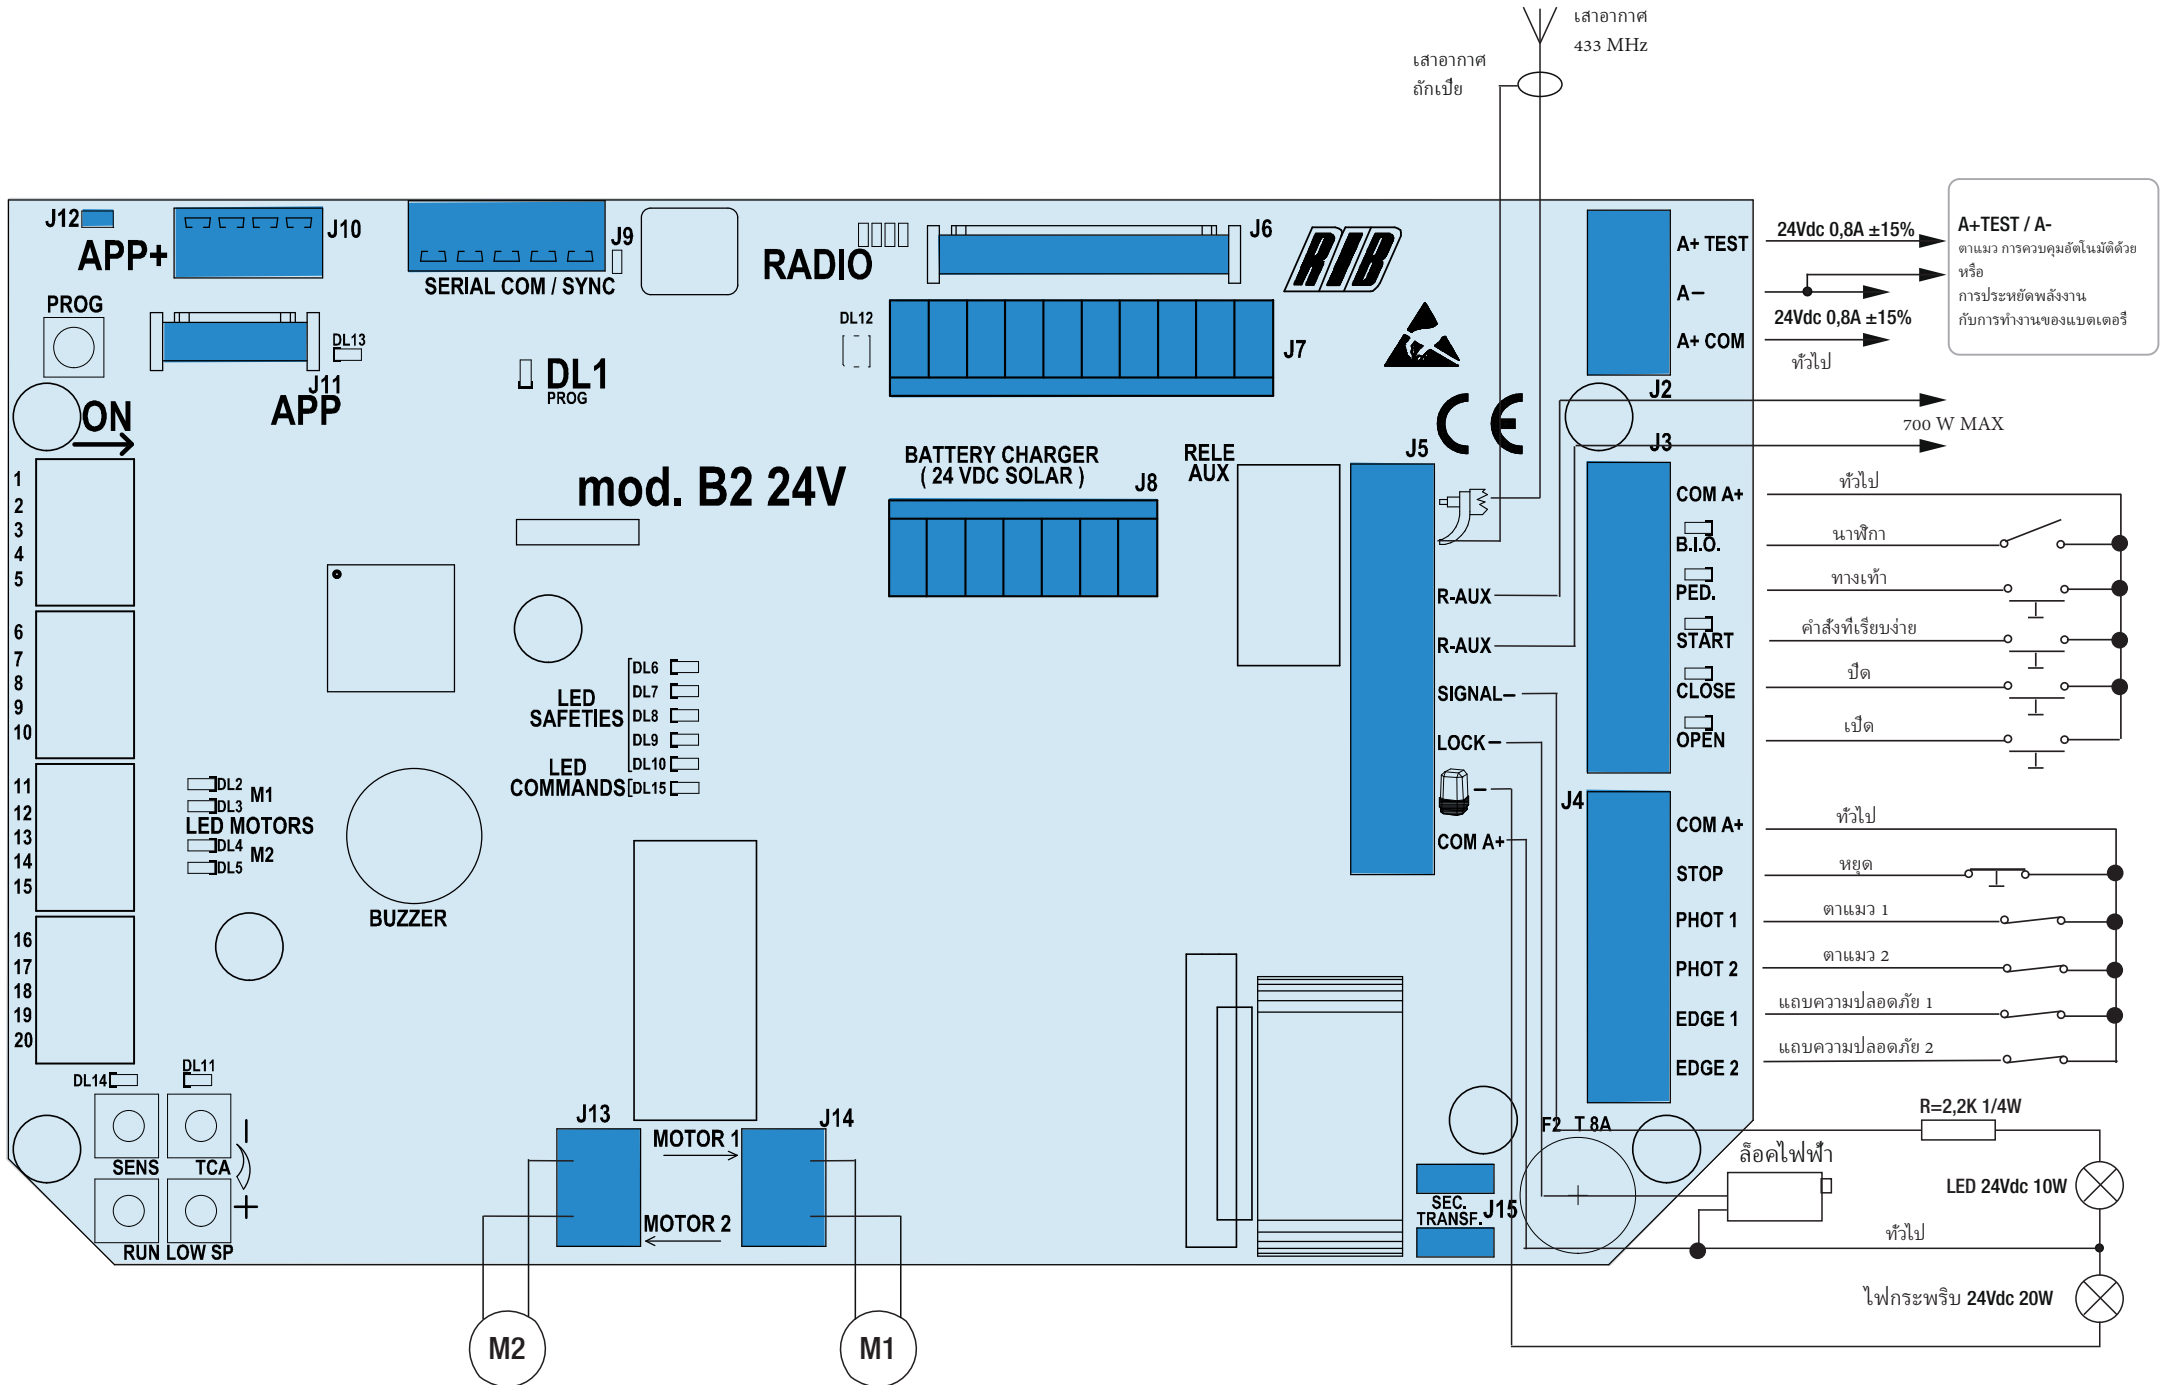 เสาอากาศ
433 MHz
เสาอากาศ
ถักเปีย
J12
APP+
J10
J9
SERIAL COM / SYNC
RADIO
J6
RIB
A+ TEST
24Vdc 0,8A ±15%
A−
24Vdc 0,8A ±15%
A+ COM
ทั่วไป
A+TEST / A-
ตาแมว การควบคุมอัตโนมัติด้วย
หรือ
การประหยัดพลังงาน
กับการทำงานของแบตเตอรี่
PROG
DL13
J11
APP
DL1
PROG
DL12
J7
CE
J2
700 W MAX
ON
mod. B2 24V
BATTERY CHARGER
( 24 VDC SOLAR )
J8
RELE
AUX
J5
J3
1
2
3
4
5
6
7
8
9
10
11
12
13
14
15
16
17
18
19
20
COM A+
ทั่วไป
B.I.O.
นาฬิกา
PED.
ทางเท้า
START
คำสั่งที่เรียบง่าย
CLOSE
ปิด
OPEN
เปิด
R-AUX
R-AUX
SIGNAL−
LOCK−
−
COM A+
LED
SAFETIES
DL6
DL7
DL8
DL9
DL10
LED
COMMANDS
DL15
DL2
DL3
M1
LED MOTORS
DL4
DL5
M2
BUZZER
J4
COM A+
ทั่วไป
STOP
หยุด
PHOT 1
ตาแมว 1
PHOT 2
ตาแมว 2
EDGE 1
แถบความปลอดภัย 1
EDGE 2
แถบความปลอดภัย 2
DL14
DL11
SENS
TCA
−
+
RUN
LOW SP
J13
MOTOR 1
J14
MOTOR 2
F2 T 8A
SEC.
TRANSF.
J15
R=2,2K 1/4W
ล็อคไฟฟ้า
LED 24Vdc 10W
ทั่วไป
ไฟกระพริบ 24Vdc 20W
M2
M1